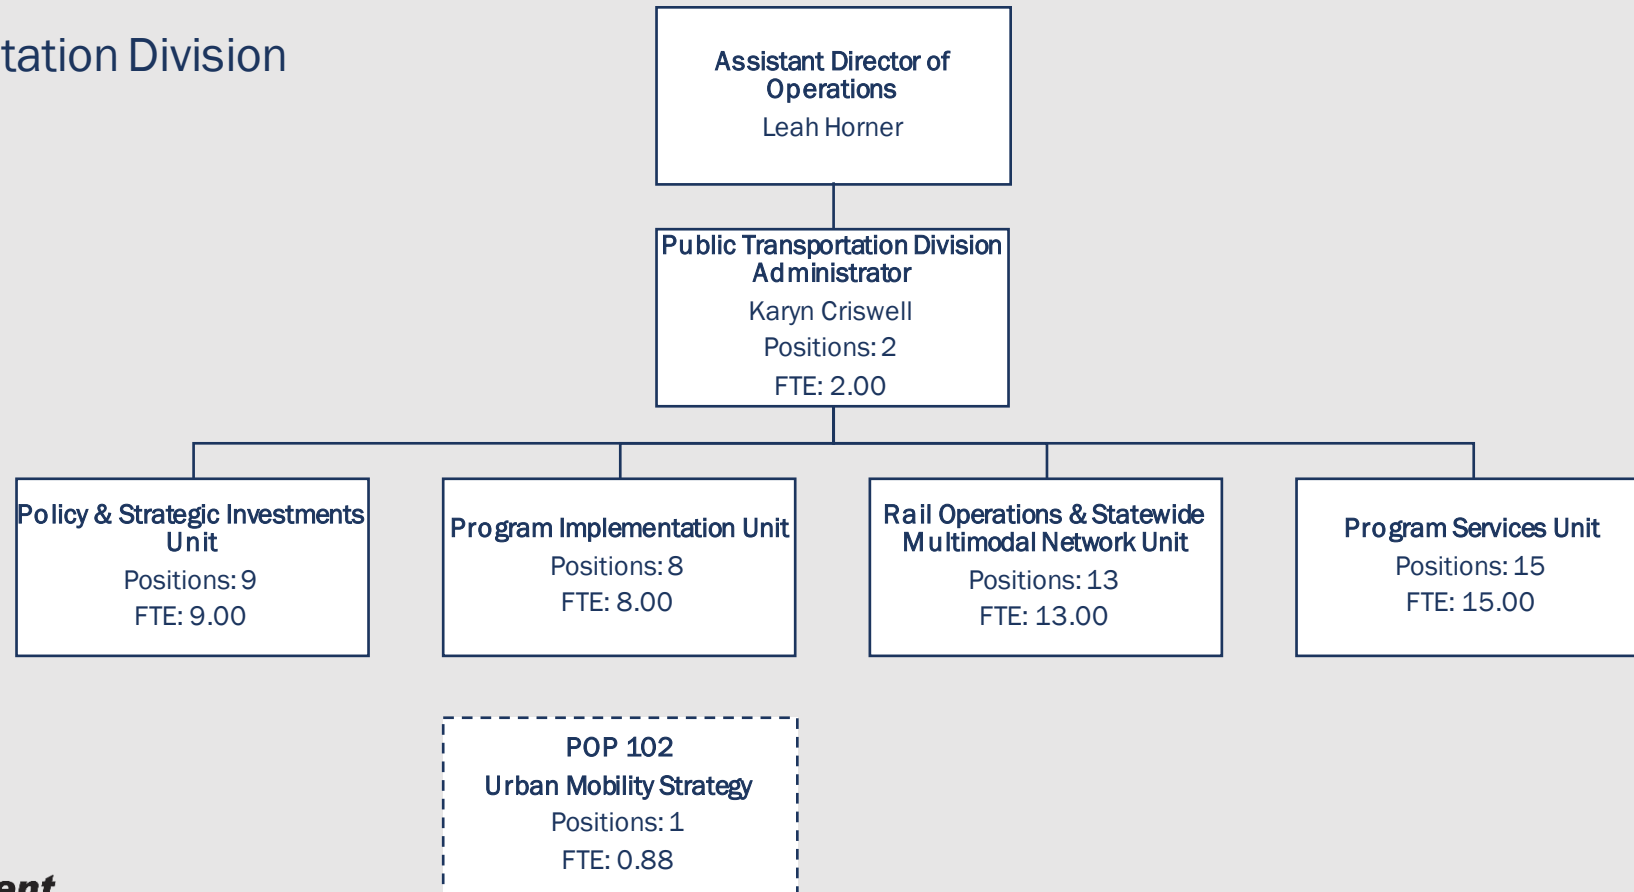 tation Division
Assistant Director of
Operations
Leah Horner
Public Transportation Division
Administrator
Karyn Criswell
Positions: 2
FTE: 2.00
Policy & Strategic Investments
Unit
Positions: 9
FTE: 9.00
Program Implementation Unit
Positions: 8
FTE: 8.00
Rail Operations & Statewide
Multimodal Network Unit
Positions: 13
FTE: 13.00
Program Services Unit
Positions: 15
FTE: 15.00
POP 102
Urban Mobility Strategy
Positions: 1
FTE: 0.88
ent